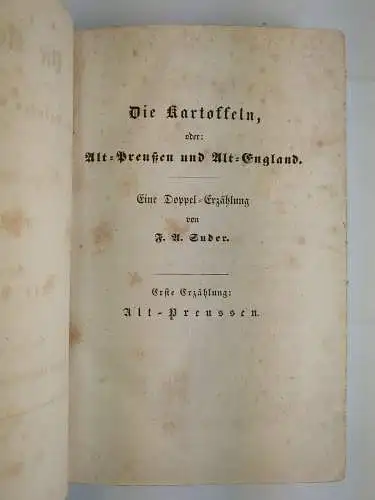 Die Kartoffeln,
oder:
Alt-Preußen und Alt-England.
Eine Doppel-Erzählung
von
F. A. Suder.
Erste Erzählung:
Alt-Preussen.